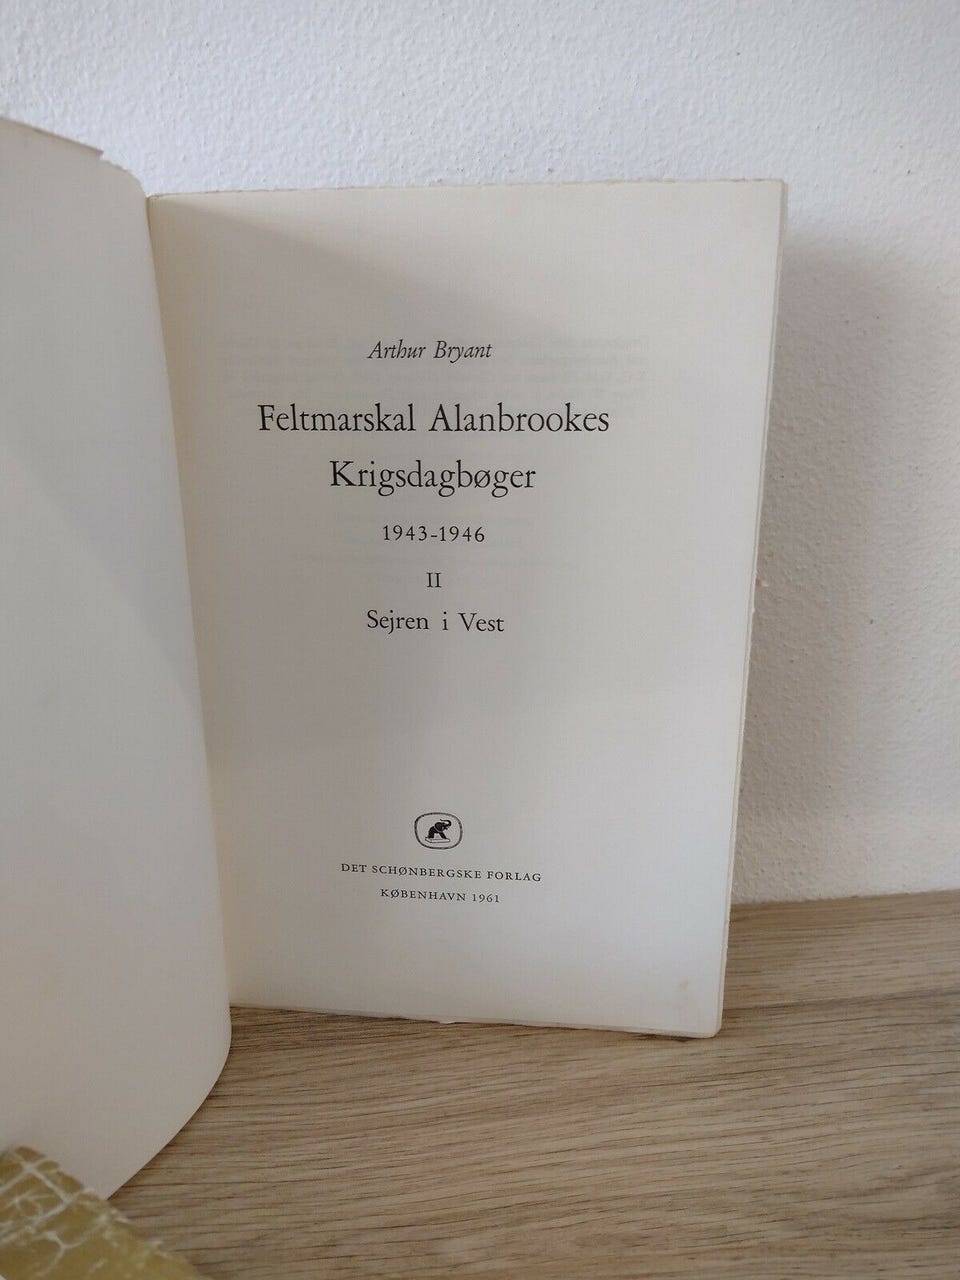 Arthur Bryant
Feltmarskal Alanbrookes
Krigsdagbøger
1943-1946
II
Sejren i Vest
DET SCHØNBERGSKE FORLAG
KØBENHAVN 1961